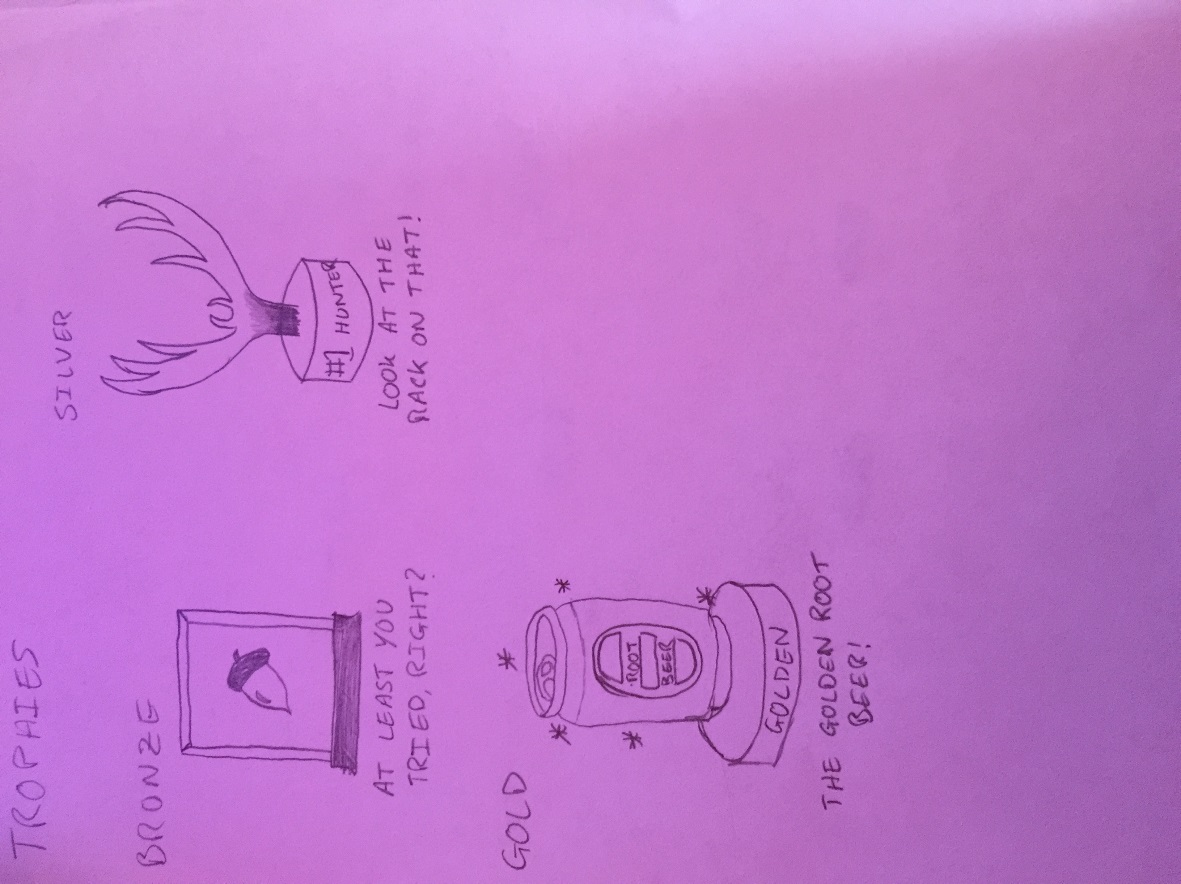 TROPHIES
BRONZE
AT LEAST YOU
TRIED, RIGHT?
SILVER
#1 HUNTER
LOOK AT THE
RACK ON THAT!
GOLD
ROOT
BEER
GOLDEN
THE GOLDEN ROOT
BEER!